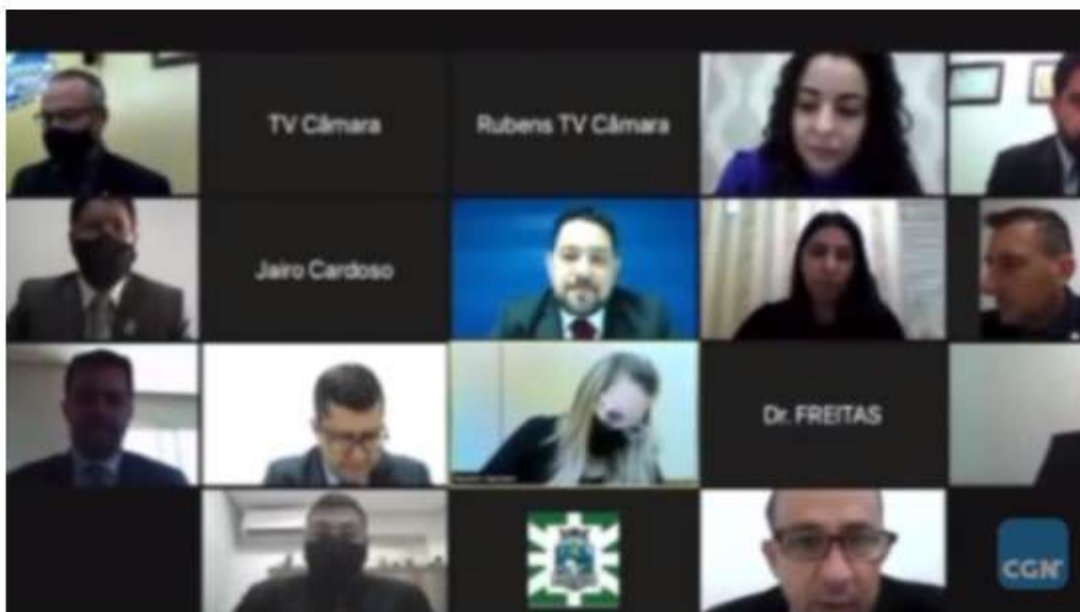 TV Câmara
Rubens TV Câmara
Jairo Cardoso
Dr. FREITAS
CGN